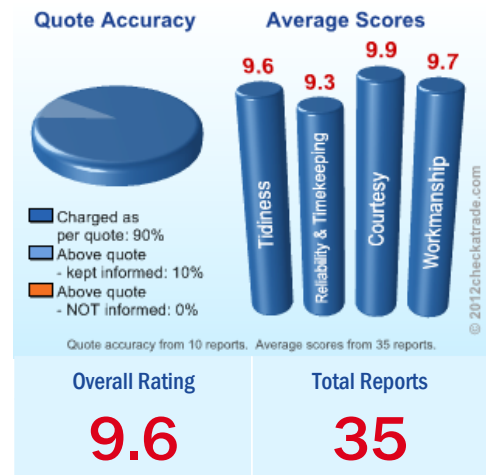 Quote Accuracy
Charged as
per quote: 90%
Above quote
- kept informed: 10%
Above quote
- NOT informed: 0%
Average Scores
9.6
9.3
9.9
9.7
Tidiness
Reliability & Timekeeping
Courtesy
Workmanship
© 2012checkatrade.com
Quote accuracy from 10 reports. Average scores from 35 reports.
Overall Rating
9.6
Total Reports
35